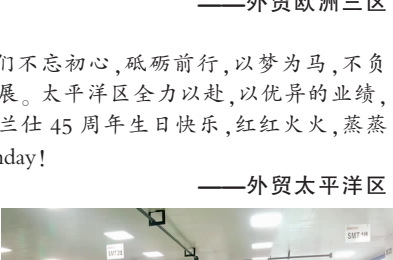 ——外贸欧洲三区
们不忘初心,砥砺前行,以梦为马,不负
展。太平洋区全力以赴,以优异的业绩,
兰仕 45 周年生日快乐,红红火火,蒸蒸
nday!
——外贸太平洋区
SMT
SMT